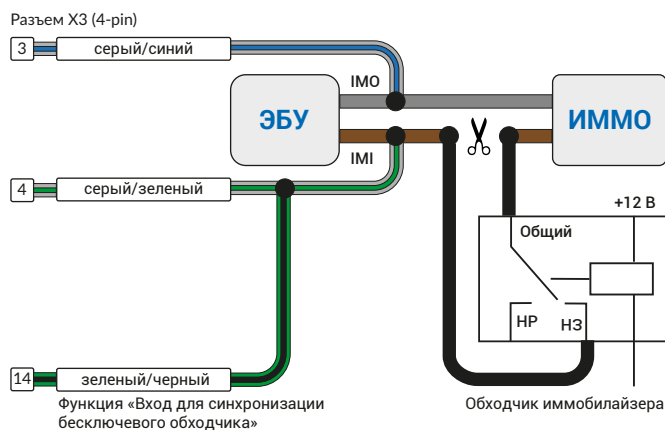 Разъем X3 (4-pin)
3
серый/синий
IMO
ЭБУ
ИММО
IMI
4
серый/зеленый
+12 В
Общий
НР
НЗ
14
зеленый/черный
Функция «Вход для синхронизации
бесключевого обходчика»
Обходчик иммобилайзера